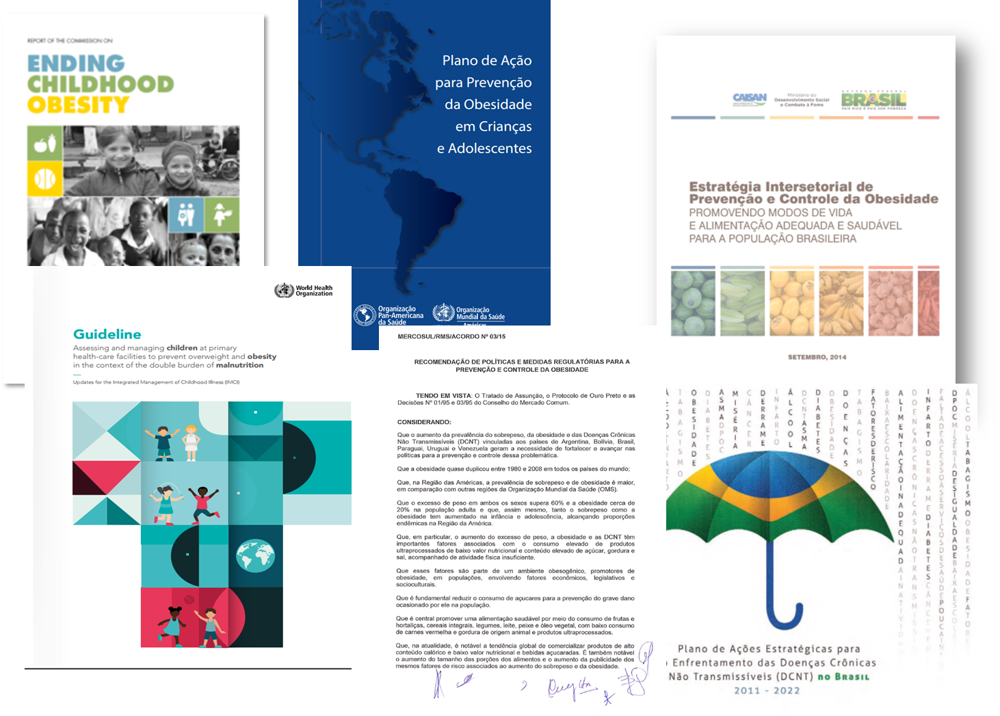 REPORT OF THE COMMISSION ON
ENDING
CHILDHOOD
OBESITY
Plano de Ação
para Prevenção
da Obesidade
em Crianças
e Adolescentes
Organização
Pan-Americana
da Saúde
Organização
Mundial da Saúde
Américas
CAISAN
Ministério do
Desenvolvimento Social
e Combate à Fome
GOVERNO FEDERAL
BRASIL
PAÍS RICO É PAÍS SEM POBREZA
Estratégia Intersetorial de
Prevenção e Controle da Obesidade
PROMOVENDO MODOS DE VIDA
E ALIMENTAÇÃO ADEQUADA E SAUDÁVEL
PARA A POPULAÇÃO BRASILEIRA
SETEMBRO, 2014
World Health
Organization
Guideline
Assessing and managing children at primary
health-care facilities to prevent overweight and obesity
in the context of the double burden of malnutrition
Updates for the Integrated Management of Childhood Illness (IMCI)
MERCOSUL/RMS/ACORDO Nº 03/15
RECOMENDAÇÃO DE POLÍTICAS E MEDIDAS REGULATÓRIAS PARA A
PREVENÇÃO E CONTROLE DA OBESIDADE
TENDO EM VISTA: O Tratado de Assunção, o Protocolo de Ouro Preto e as
Decisões Nº 01/95 e 03/95 do Conselho do Mercado Comum.
CONSIDERANDO:
Que o aumento da prevalência do sobrepeso, da obesidade e das Doenças Crônicas
Não Transmissíveis (DCNT) vinculadas aos países de Argentina, Bolívia, Brasil,
Paraguai, Uruguai e Venezuela geram a necessidade de fortalecer e avançar nas
políticas para a prevenção e controle dessa problemática.
Que a obesidade quase duplicou entre 1980 e 2008 em todos os países do mundo;
Que, na Região das Américas, a prevalência de sobrepeso e de obesidade é maior,
em comparação com outras regiões da Organização Mundial da Saúde (OMS).
Que o excesso de peso em ambos os sexos supera 60% e a obesidade cerca de
20% na população adulta e que, assim mesmo, tanto o sobrepeso como a
obesidade tem aumentado na infância e adolescência, alcançando proporções
endêmicas na Região da América.
Que, em particular, o aumento do excesso de peso, a obesidade e as DCNT têm
importantes fatores associados com o consumo elevado de produtos
ultraprocessados de baixo valor nutricional e conteúdo elevado de açúcar, gordura e
sal, acompanhado de atividade física insuficiente.
Que esses fatores são parte de um ambiente obesogênico, promotores de
obesidade, em populações, envolvendo fatores econômicos, legislativos e
socioculturais.
Que é fundamental reduzir o consumo de açucares para a prevenção do grave dano
ocasionado por ele na população.
Que é central promover uma alimentação saudável por meio do consumo de frutas e
hortaliças, cereais integrais, legumes, leite, peixe e óleo vegetal, com baixo consumo
de carnes vermelha e gordura de origem animal e produtos ultraprocessados.
Que, na atualidade, é notável a tendência global de comercializar produtos de alto
conteúdo calórico e baixo valor nutricional e bebidas açucaradas. É também notável
o aumento do tamanho das porções dos alimentos e o aumento da publicidade dos
mesmos fatores de risco associados ao aumento do sobrepeso e da obesidade.
TABAGISMO
OBESIDADE
DIABETES
ASMADPOC
MISÉRIA
CÂNCER
DERRAME
INFARTO
ÁLCOOL
DCNTASMA
DIABETES
OBESIDADE
DOENÇAS
TABAGISMO
FATORESDERISCO
BAIXAESCOLARIDADE
ALIMENTAÇÃOINADEQUADA
Plano de Ações Estratégicas para
Enfrentamento das Doenças Crônicas
Não Transmissíveis (DCNT) no Brasil
2011 - 2022